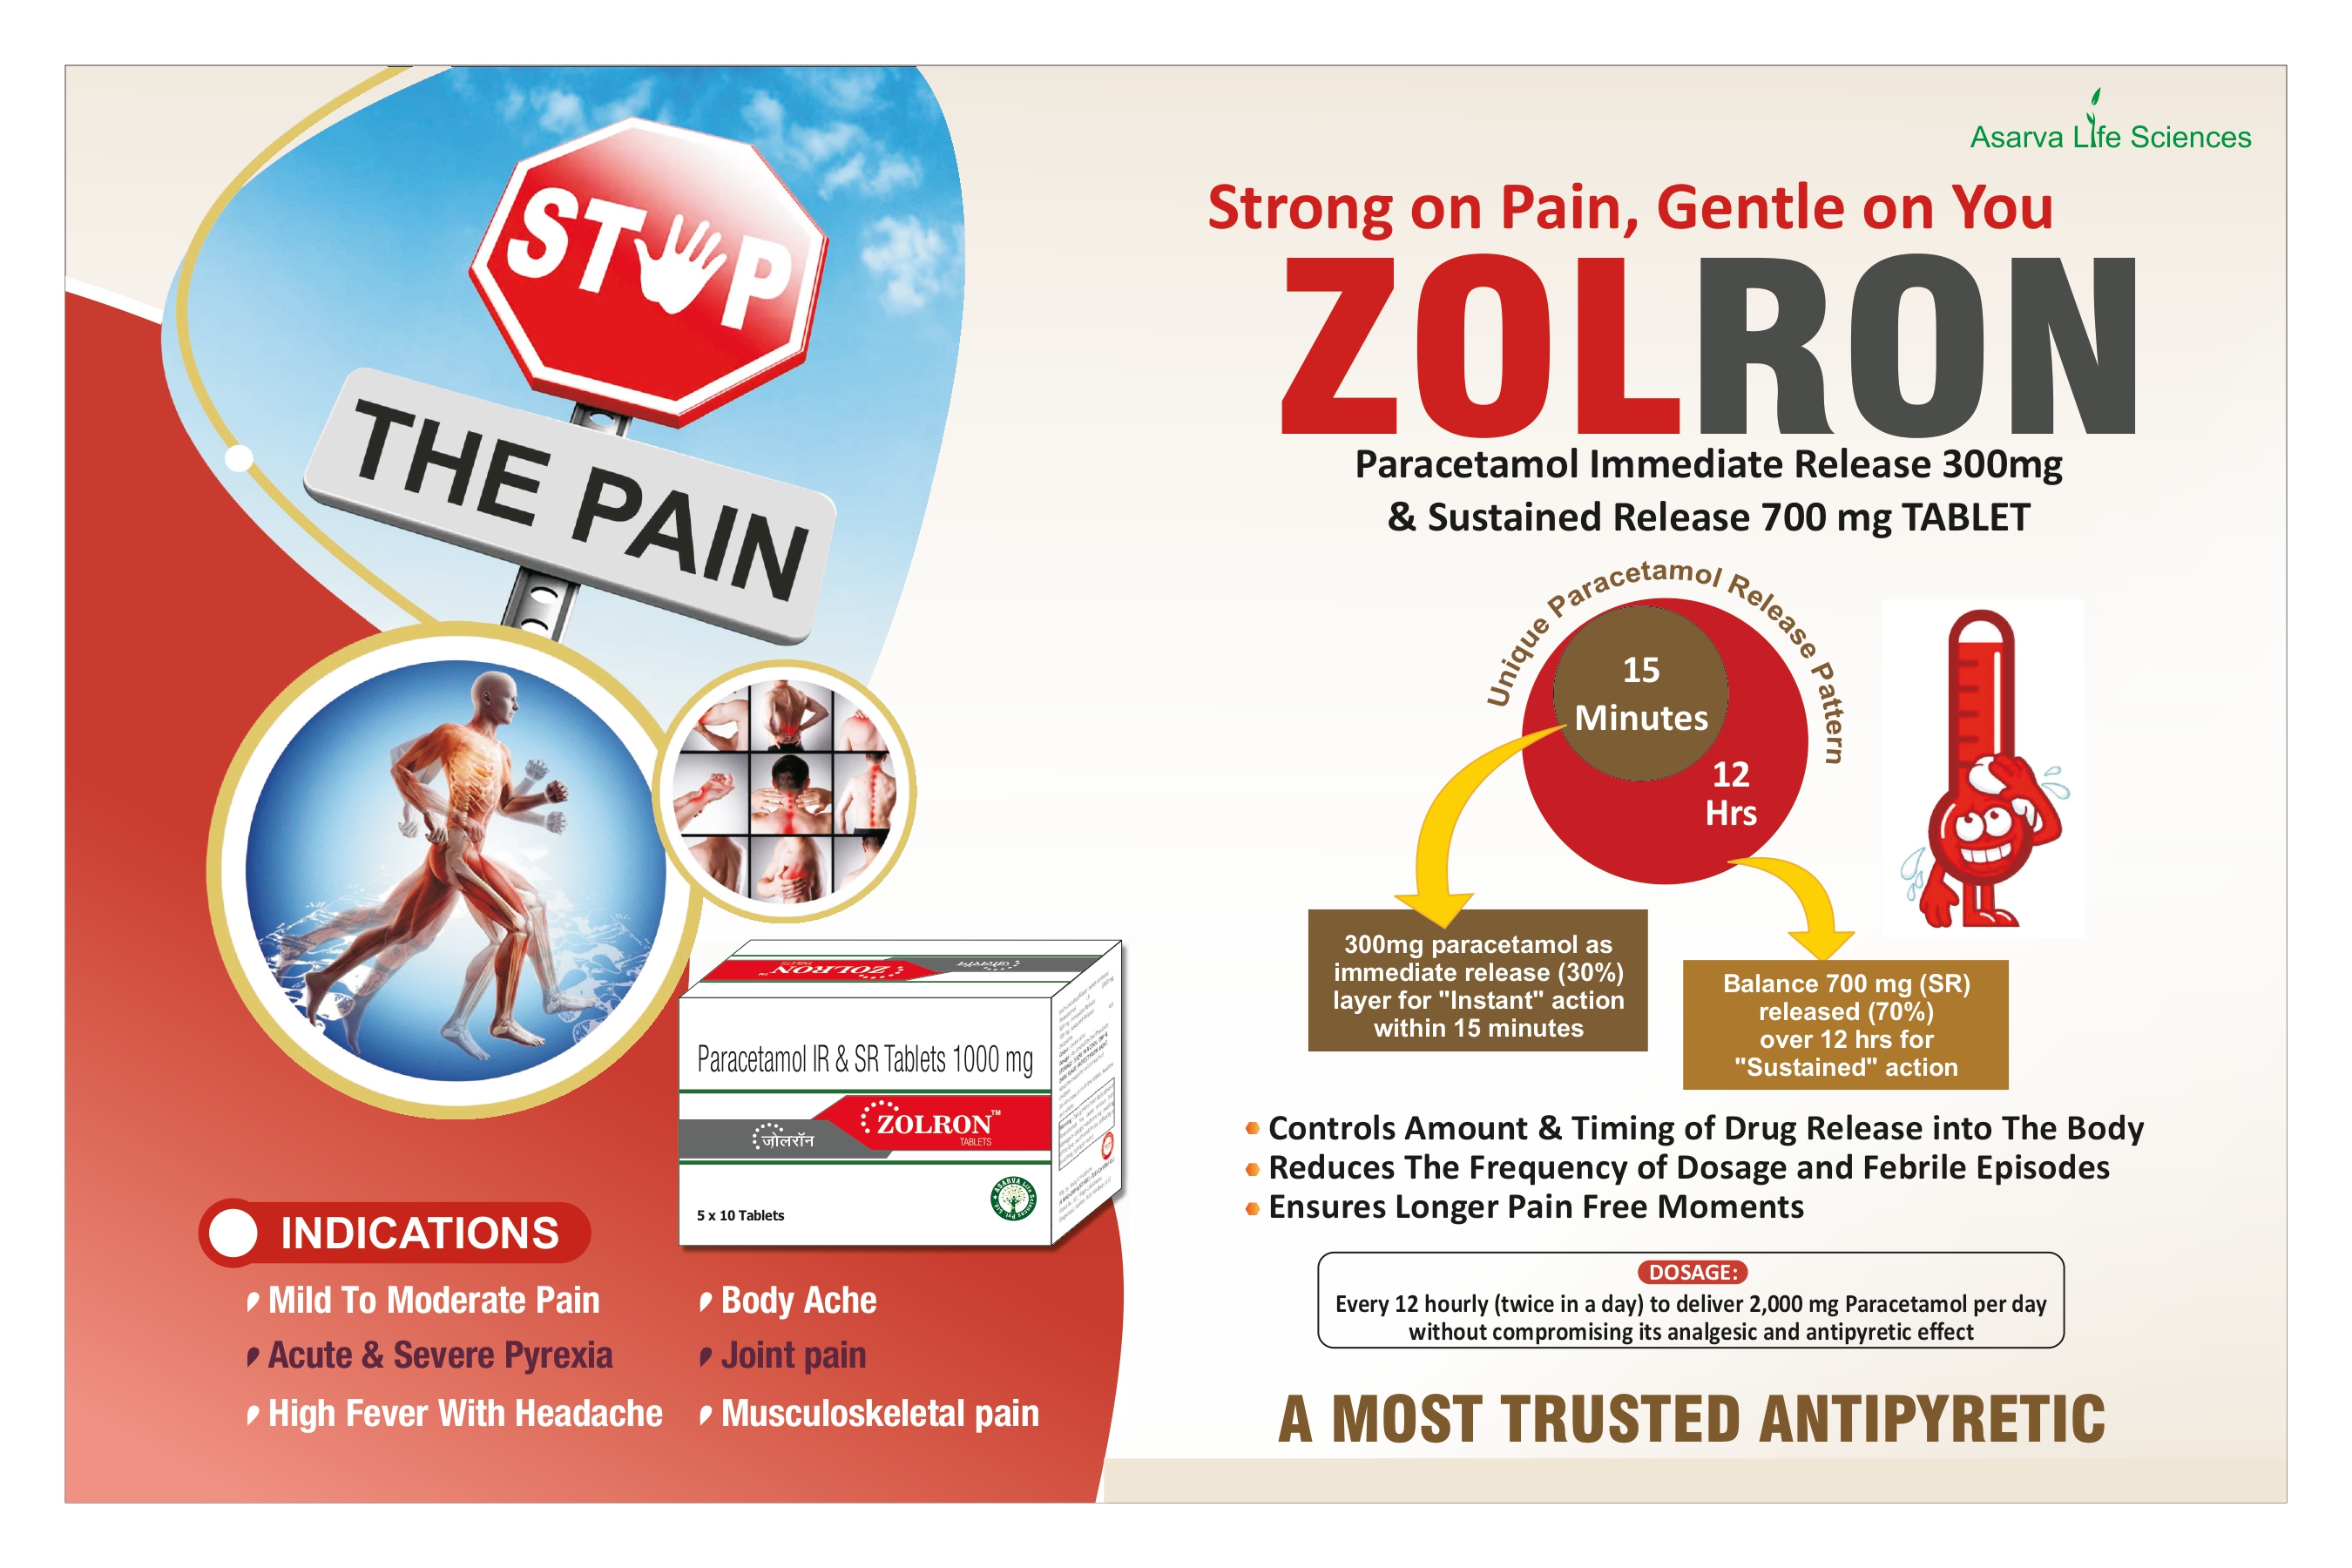 STOP
THE PAIN
ZOLRON™
TABLETS
Paracetamol IR & SR Tablets 1000 mg
जोलरॉन
ZOLRON™
TABLETS
5 x 10 Tablets
INDICATIONS
Mild To Moderate Pain
Acute & Severe Pyrexia
High Fever With Headache
Body Ache
Joint pain
Musculoskeletal pain
Asarva Life Sciences
Strong on Pain, Gentle on You
ZOLRON
Paracetamol Immediate Release 300mg
& Sustained Release 700 mg TABLET
Unique Paracetamol Release Pattern
15
Minutes
12
Hrs
300mg paracetamol as
immediate release (30%)
layer for "Instant" action
within 15 minutes
Balance 700 mg (SR)
released (70%)
over 12 hrs for
"Sustained" action
Controls Amount & Timing of Drug Release into The Body
Reduces The Frequency of Dosage and Febrile Episodes
Ensures Longer Pain Free Moments
DOSAGE:
Every 12 hourly (twice in a day) to deliver 2,000 mg Paracetamol per day
without compromising its analgesic and antipyretic effect
A MOST TRUSTED ANTIPYRETIC